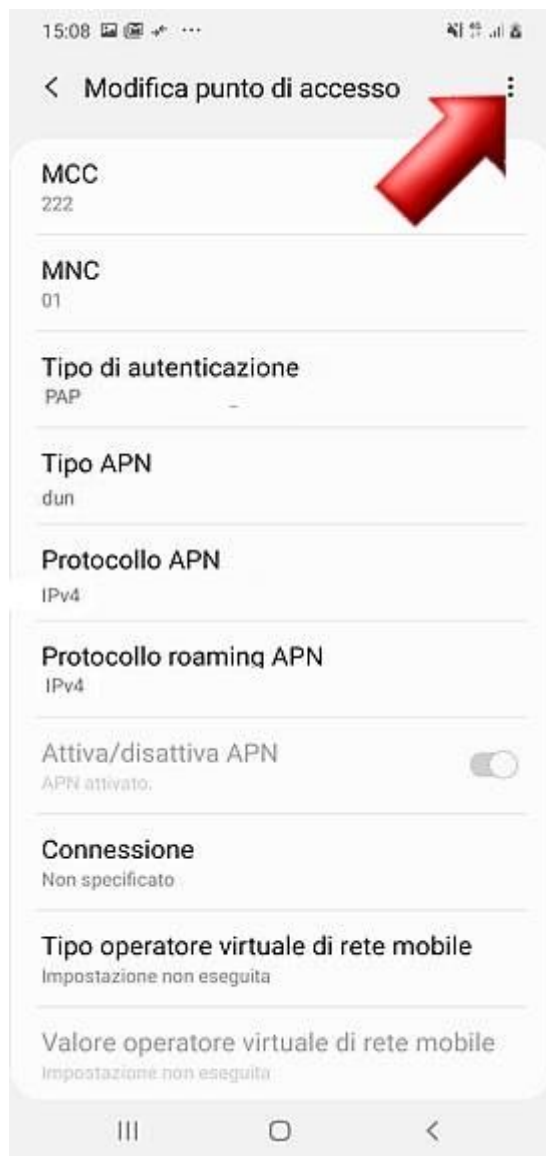 15:08
Modifica punto di accesso
MCC
222
MNC
01
Tipo di autenticazione
PAP
Tipo APN
dun
Protocollo APN
IPv4
Protocollo roaming APN
IPv4
Attiva/disattiva APN
APN attivato.
Connessione
Non specificato
Tipo operatore virtuale di rete mobile
Impostazione non eseguita
Valore operatore virtuale di rete mobile
Impostazione non eseguita